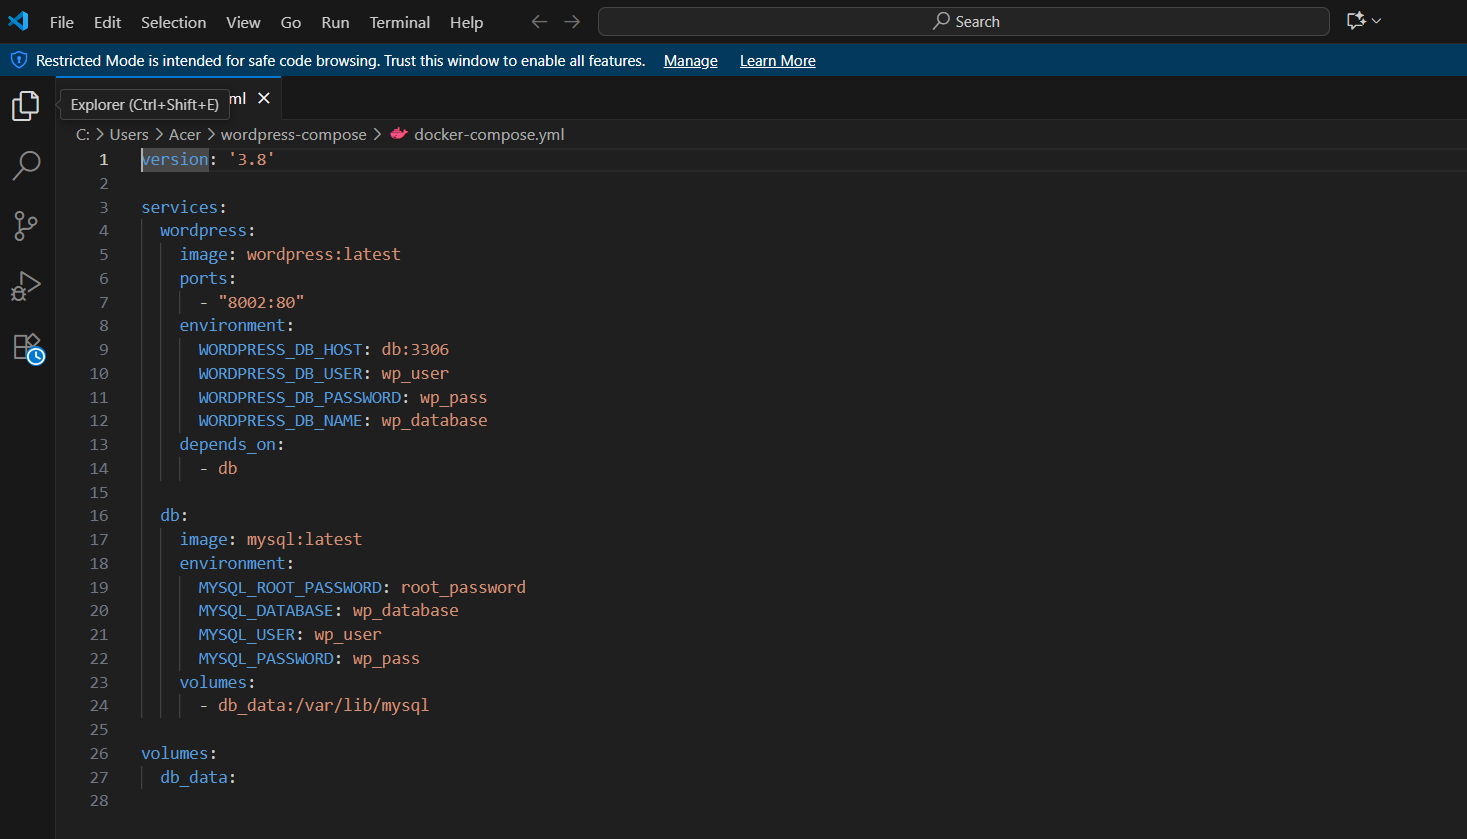 File Edit Selection View Go Run Terminal Help Search
Restricted Mode is intended for safe code browsing. Trust this window to enable all features. Manage Learn More
Explorer (Ctrl+Shift+E) ml
C: > Users > Acer > wordpress-compose > docker-compose.yml
1 version: '3.8'
2
3 services:
4 wordpress:
5 image: wordpress:latest
6 ports:
7 - "8002:80"
8 environment:
9 WORDPRESS_DB_HOST: db:3306
10 WORDPRESS_DB_USER: wp_user
11 WORDPRESS_DB_PASSWORD: wp_pass
12 WORDPRESS_DB_NAME: wp_database
13 depends_on:
14 - db
15
16 db:
17 image: mysql:latest
18 environment:
19 MYSQL_ROOT_PASSWORD: root_password
20 MYSQL_DATABASE: wp_database
21 MYSQL_USER: wp_user
22 MYSQL_PASSWORD: wp_pass
23 volumes:
24 - db_data:/var/lib/mysql
25
26 volumes:
27 db_data:
28